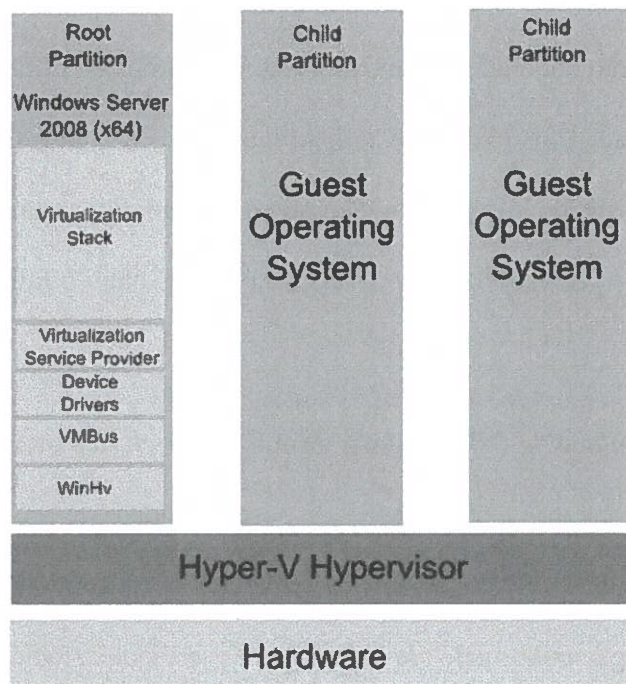 Root
Partition
Windows Server
2008 (x64)
Virtualization
Stack
Virtualization
Service Provider
Device
Drivers
VMBus
WinHv
Child
Partition
Guest
Operating
System
Child
Partition
Guest
Operating
System
Hyper-V Hypervisor
Hardware